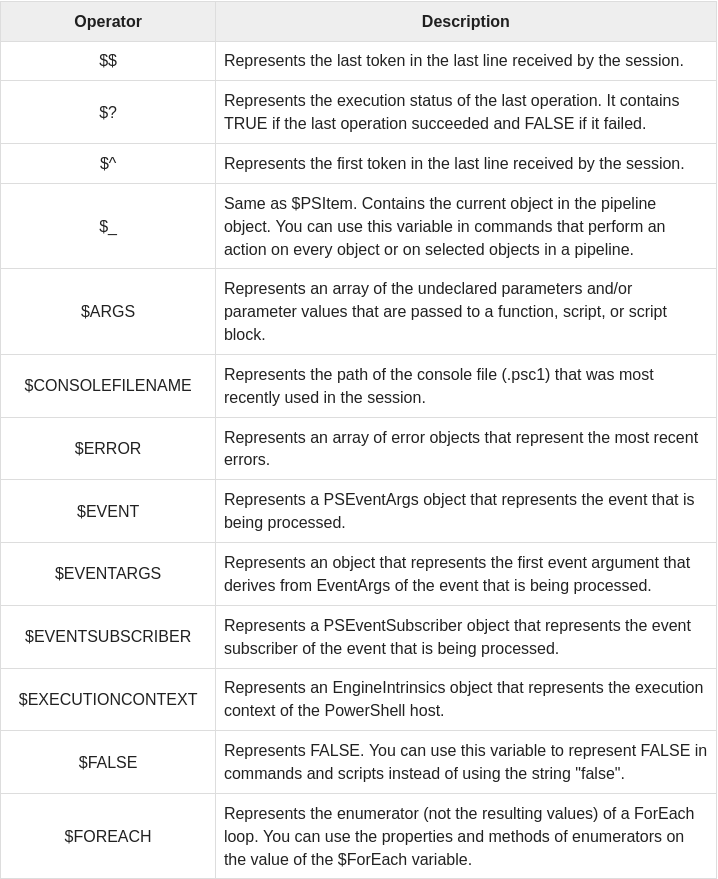 Operator Description
$$ Represents the last token in the last line received by the session.
$? Represents the execution status of the last operation. It contains
TRUE if the last operation succeeded and FALSE if it failed.
$^ Represents the first token in the last line received by the session.
$_ Same as $PSItem. Contains the current object in the pipeline
object. You can use this variable in commands that perform an
action on every object or on selected objects in a pipeline.
$ARGS Represents an array of the undeclared parameters and/or
parameter values that are passed to a function, script, or script
block.
$CONSOLEFILENAME Represents the path of the console file (.psc1) that was most
recently used in the session.
$ERROR Represents an array of error objects that represent the most recent
errors.
$EVENT Represents a PSEventArgs object that represents the event that is
being processed.
$EVENTARGS Represents an object that represents the first event argument that
derives from EventArgs of the event that is being processed.
$EVENTSUBSCRIBER Represents a PSEventSubscriber object that represents the event
subscriber of the event that is being processed.
$EXECUTIONCONTEXT Represents an EngineIntrinsics object that represents the execution
context of the PowerShell host.
$FALSE Represents FALSE. You can use this variable to represent FALSE in
commands and scripts instead of using the string "false".
$FOREACH Represents the enumerator (not the resulting values) of a ForEach
loop. You can use the properties and methods of enumerators on
the value of the $ForEach variable.